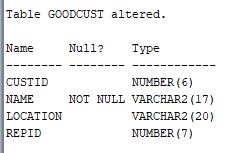 Table GOODCUST altered.
Name     Null?    Type
-------- -------- ------------
CUSTID            NUMBER(6)
NAME     NOT NULL VARCHAR2(17)
LOCATION          VARCHAR2(20)
REPID             NUMBER(7)